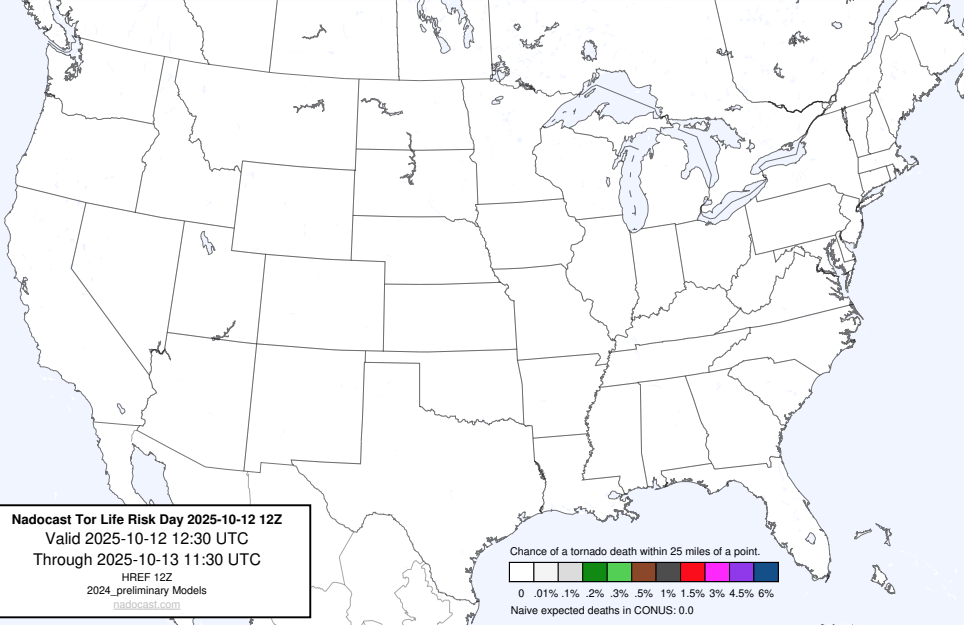 Nadocast Tor Life Risk Day 2025-10-12 12Z
Valid 2025-10-12 12:30 UTC
Through 2025-10-13 11:30 UTC
HREF 12Z
2024_preliminary Models
nadocast.com
Chance of a tornado death within 25 miles of a point.
0 .01% .1% .2% .3% .5% 1% 1.5% 3% 4.5% 6%
Naive expected deaths in CONUS: 0.0